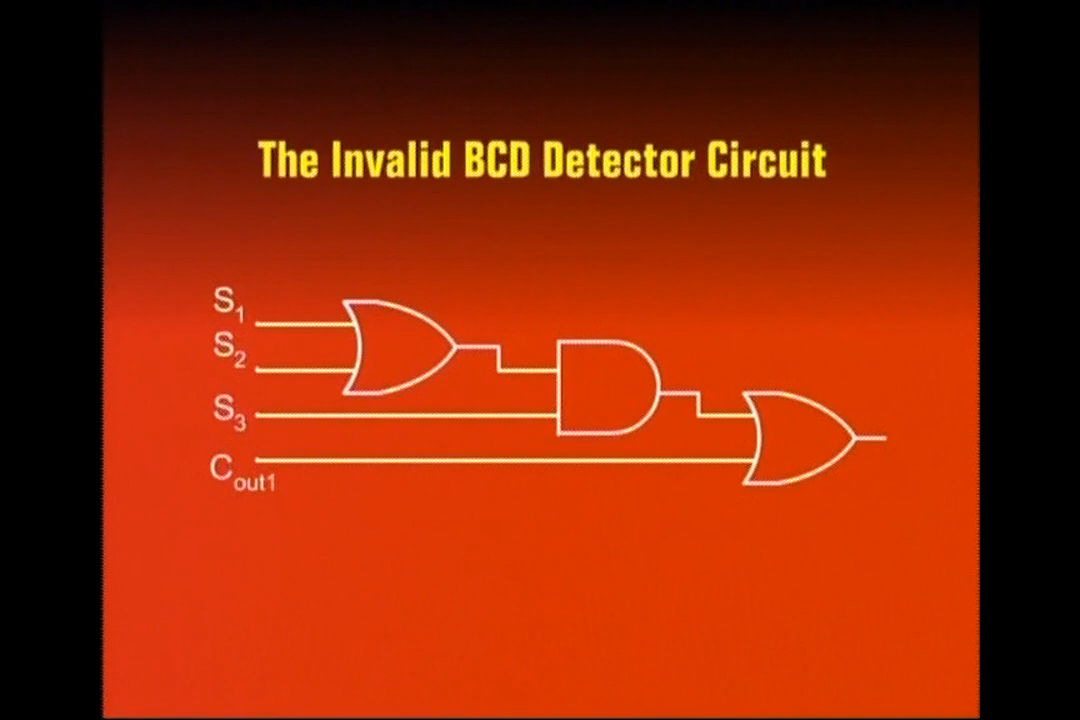 The Invalid BCD Detector Circuit
S1
S2
S3
Cout1